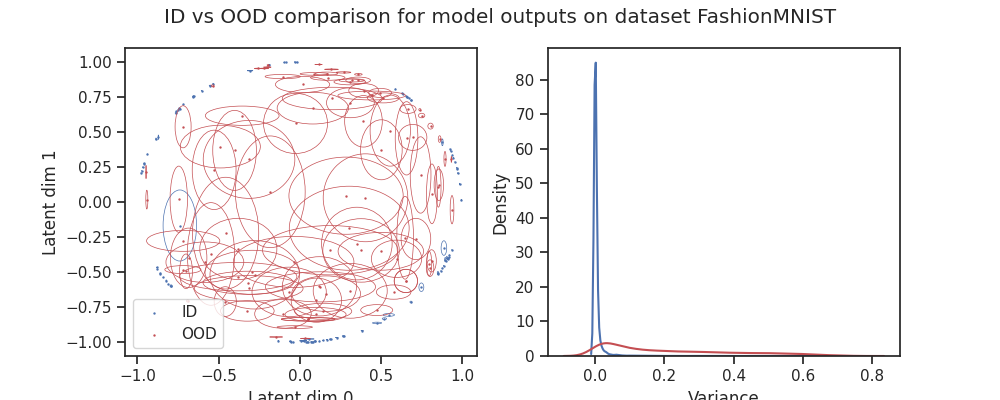 ID vs OOD comparison for model outputs on dataset FashionMNIST
Latent dim 1
1.00
0.75
0.50
0.25
0.00
−0.25
−0.50
−0.75
−1.00
ID
OOD
−1.0 −0.5 0.0 0.5 1.0
Latent dim 0
Density
80
70
60
50
40
30
20
10
0
0.0 0.2 0.4 0.6 0.8
Variance